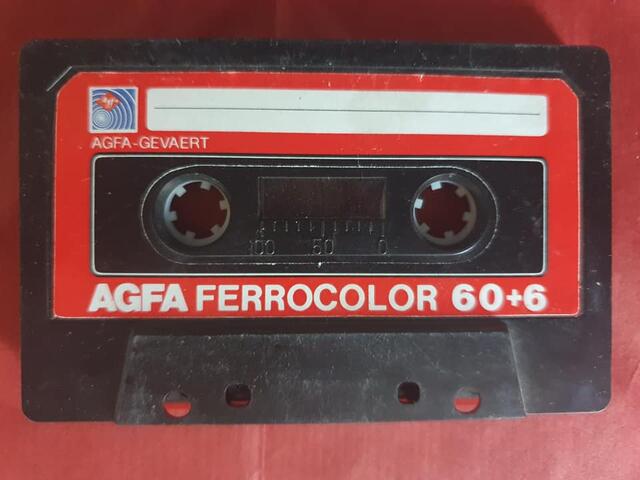 AGFA-GEVAERT
100 50 0
AGFA FERROCOLOR 60+6